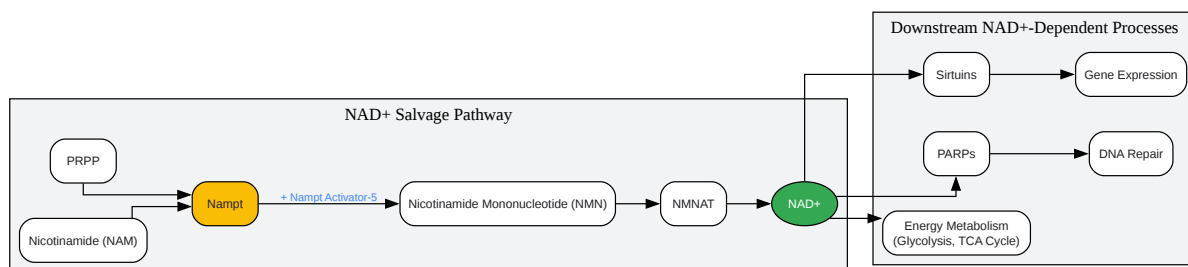 Downstream NAD+-Dependent Processes
Sirtuins
Gene Expression
NAD+ Salvage Pathway
PRPP
PARPs
DNA Repair
Nampt
+ Nampt Activator-5
Nicotinamide Mononucleotide (NMN)
NMNAT
NAD+
Nicotinamide (NAM)
Energy Metabolism
(Glycolysis, TCA Cycle)